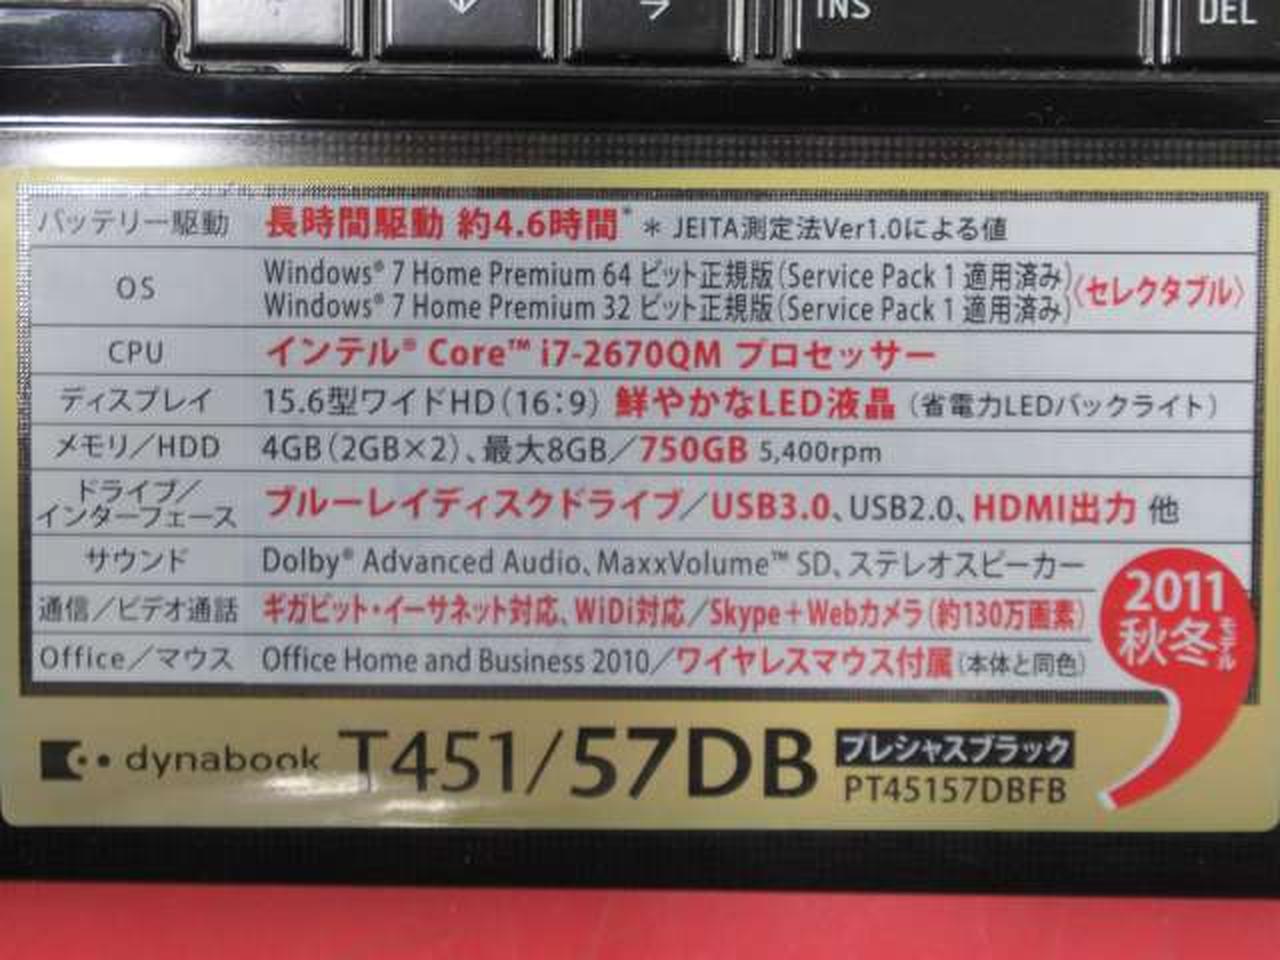 INS
DEL
バッテリー駆動 長時間駆動 約4.6時間* ＊ JEITA測定法Ver1.0による値
OS
Windows® 7 Home Premium 64 ビット正規版（Service Pack 1 適用済み）
Windows® 7 Home Premium 32 ビット正規版（Service Pack 1 適用済み）
〈セレクタブル〉
CPU インテル® Core™ i7-2670QM プロセッサー
ディスプレイ 15.6型ワイドHD（16：9） 鮮やかなLED液晶（省電力LEDバックライト）
メモリ／HDD 4GB（2GB×2）、最大8GB／750GB 5,400rpm
ドライブ／
インターフェース
ブルーレイディスクドライブ／USB3.0、USB2.0、HDMI出力 他
サウンド Dolby® Advanced Audio、MaxxVolume™ SD、ステレオスピーカー
通信／ビデオ通話 ギガビット・イーサネット対応、WiDi対応／Skype＋Webカメラ（約130万画素）
Office／マウス Office Home and Business 2010／ワイヤレスマウス付属（本体と同色）
2011
秋冬モデル
dynabook T451/57DB プレシャスブラック
PT45157DBFB